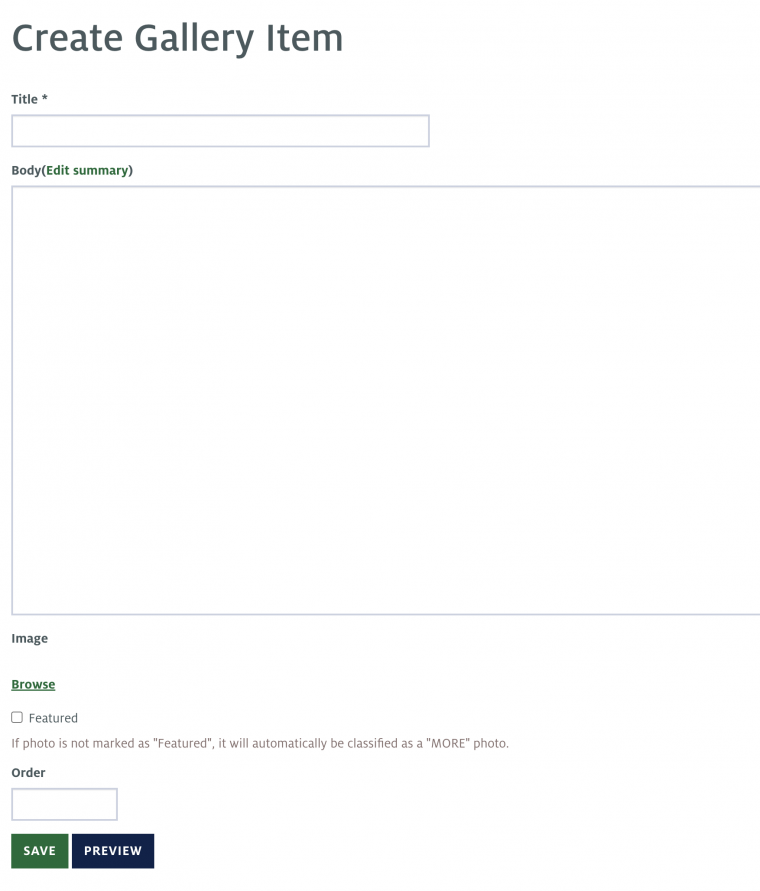 Create Gallery Item
Title *
Body(Edit summary)
Image
Browse
Featured
If photo is not marked as "Featured", it will automatically be classified as a "MORE" photo.
Order
SAVE PREVIEW